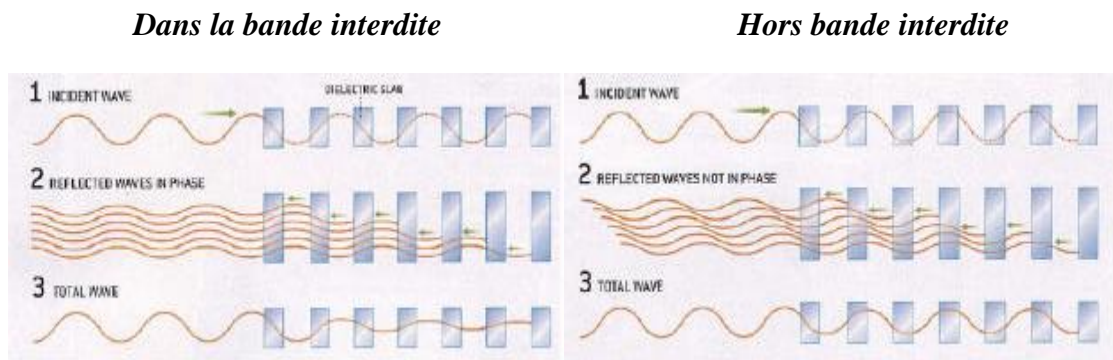 Dans la bande interdite
Hors bande interdite
1 INCIDENT WAVE
DIELECTRIC SLAB
2 REFLECTED WAVES IN PHASE
3 TOTAL WAVE
1 INCIDENT WAVE
2 REFLECTED WAVES NOT IN PHASE
3 TOTAL WAVE